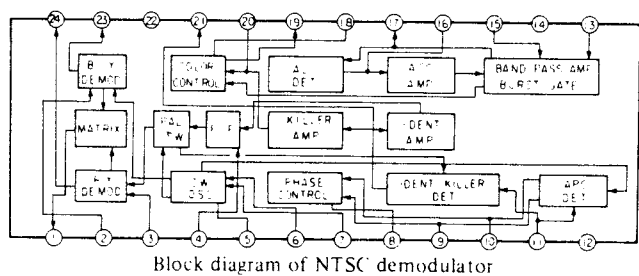 24 23 22 21 20 19 18 17 16 15 14 13
COLOR CONTROL
DET
AMP
BAND PASS AMP
BURST GATE
DEMOD
MATRIX
PAL SW
KILLER AMP
IDENT AMP
DEMOD
PHASE CONTROL
IDENT KILLER DET
APC DET
1 2 3 4 5 6 7 8 9 10 11 12
Block diagram of NTSC demodulator